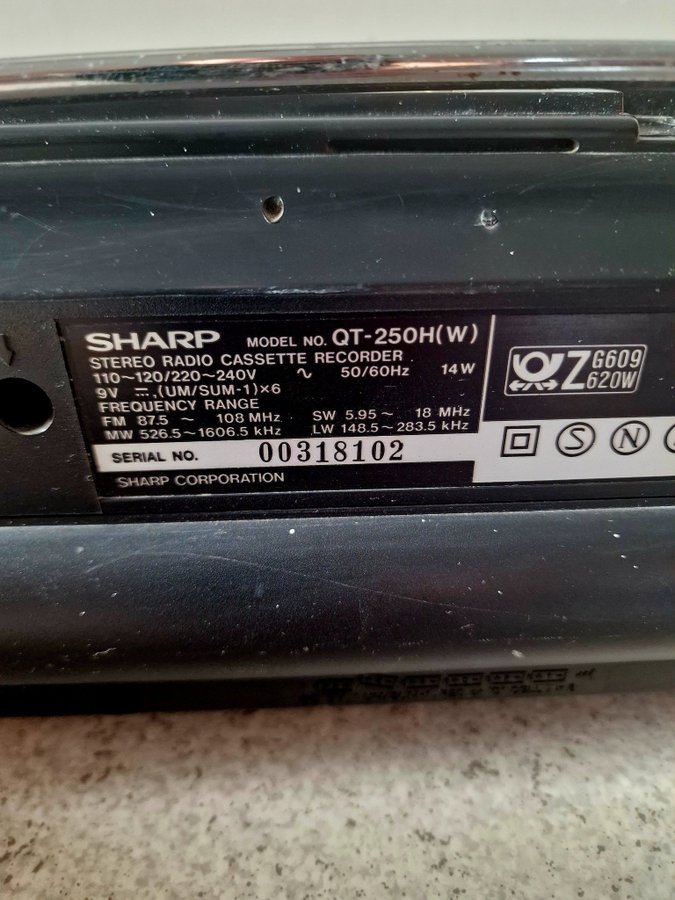 SHARP MODEL NO. QT-250H(W)
STEREO RADIO CASSETTE RECORDER
110~120/220~240V ~ 50/60Hz 14W
9V ⎓, (UM/SUM-1)×6
FREQUENCY RANGE
FM 87.5 ~ 108 MHz SW 5.95 ~ 18 MHz
MW 526.5~1606.5 kHz LW 148.5~283.5 kHz
SERIAL NO. 00318102
SHARP CORPORATION
Z G609
620W
S N